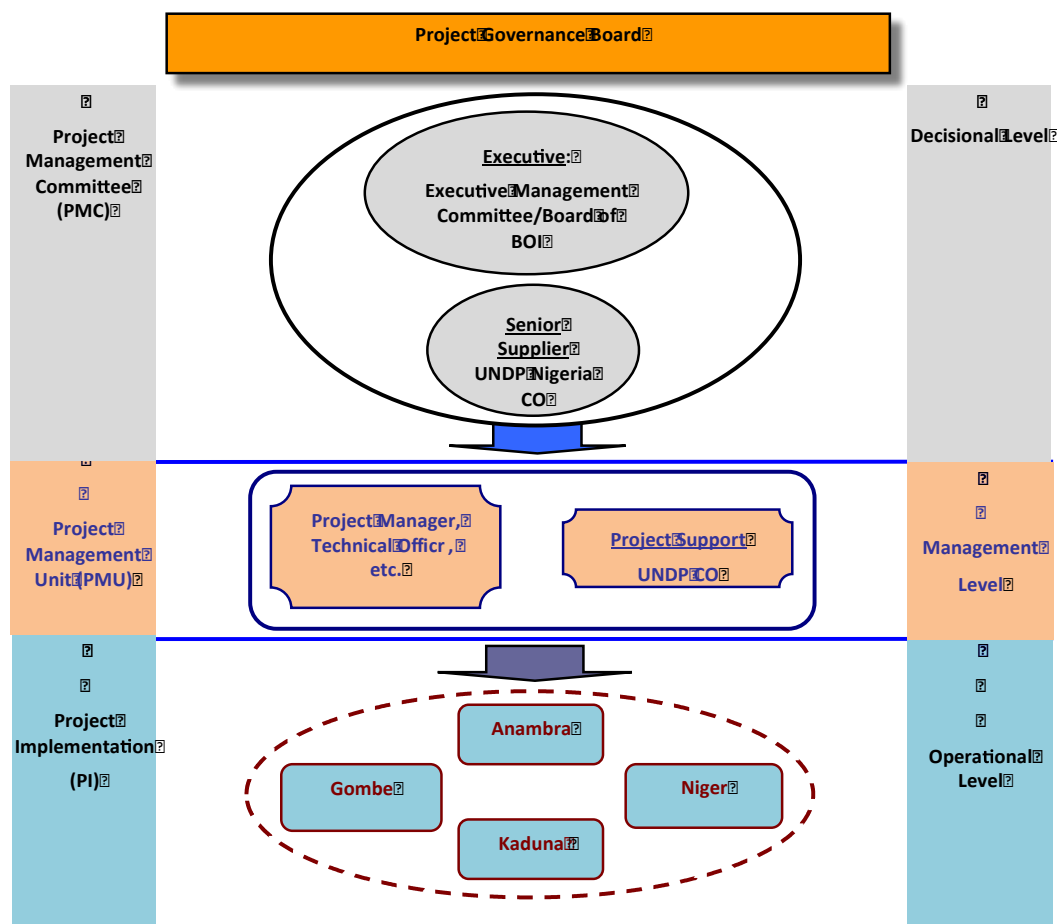 Project Governance Board
Project
Management
Committee
(PMC)
Executive:
Executive Management
Committee/Board of
BOI
Senior
Supplier
UNDP Nigeria
CO
Decisional Level
Project
Management
Unit (PMU)
Project Manager,
Technical Officr ,
etc.
Project Support
UNDP CO
Management
Level
Project
Implementation
(PI)
Anambra
Gombe
Niger
Kaduna
Operational
Level